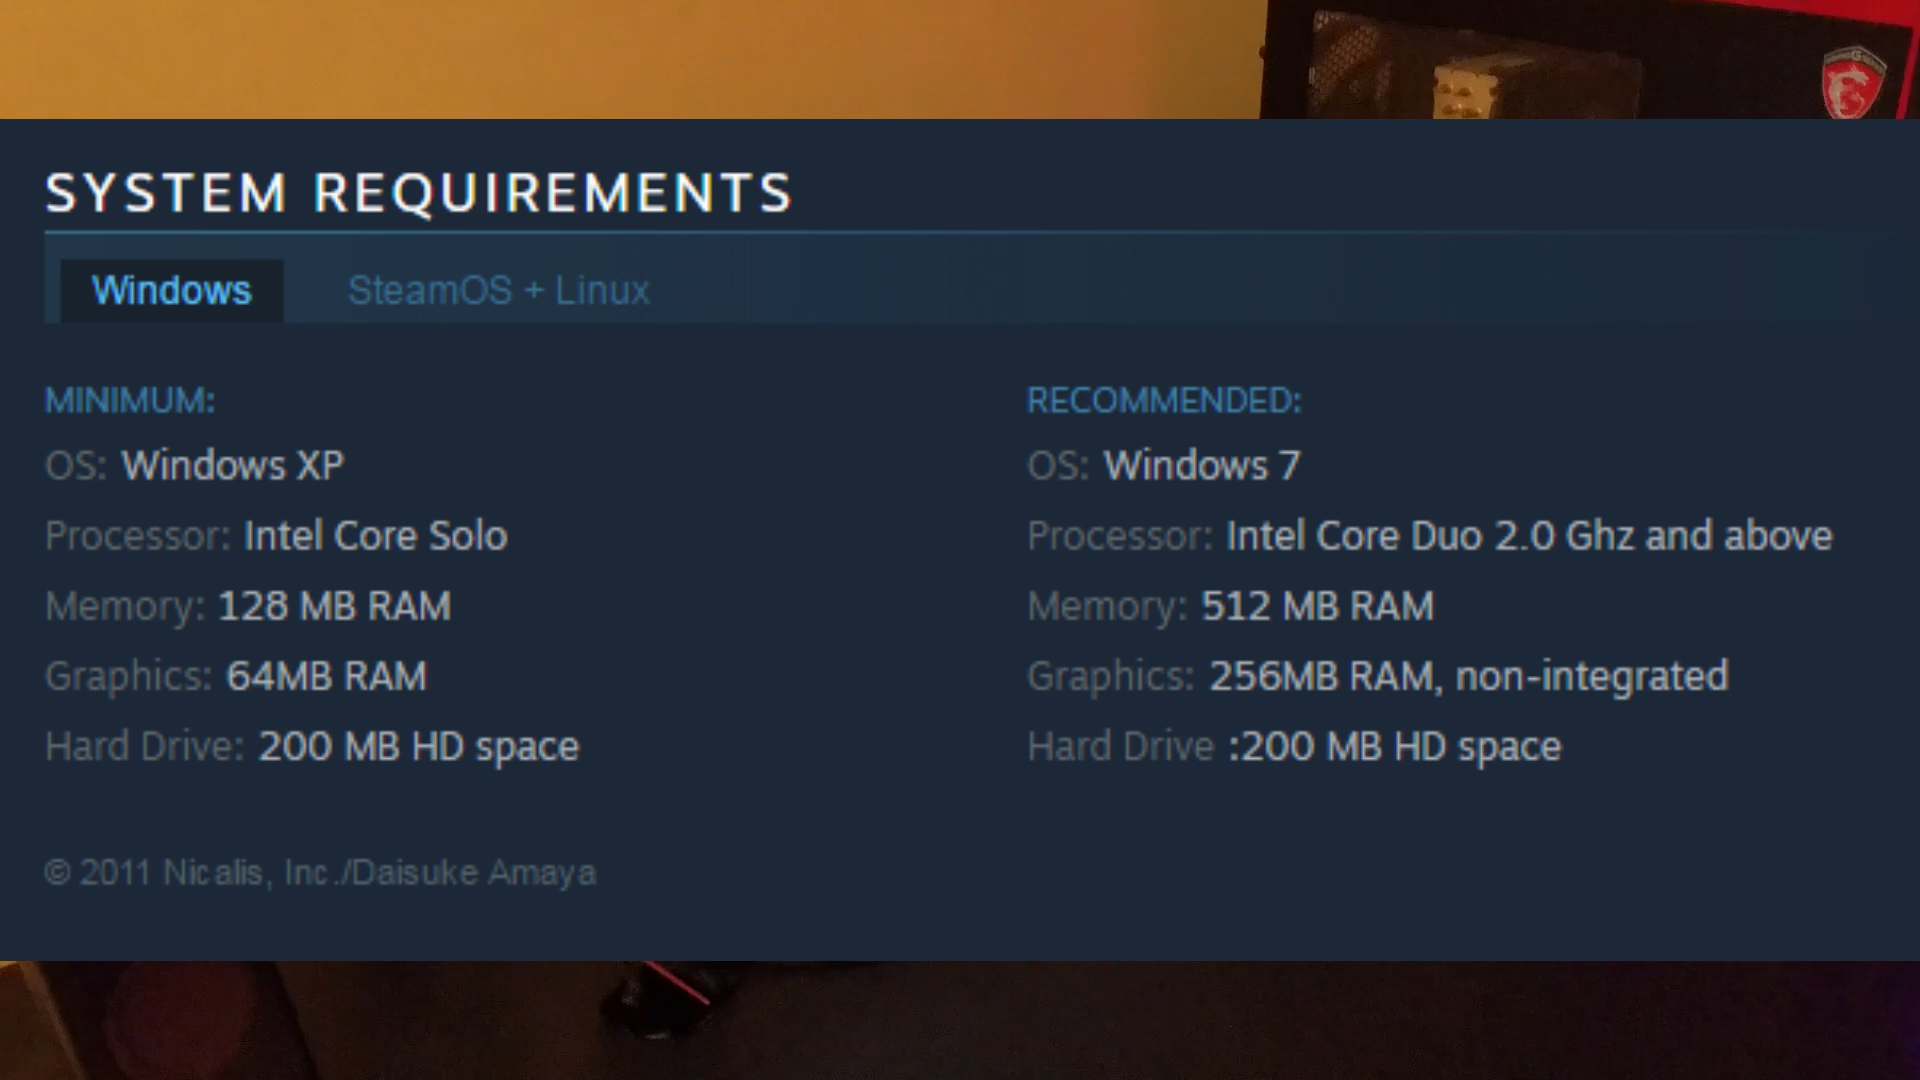 SYSTEM REQUIREMENTS
Windows SteamOS + Linux
MINIMUM:
OS: Windows XP
Processor: Intel Core Solo
Memory: 128 MB RAM
Graphics: 64MB RAM
Hard Drive: 200 MB HD space
RECOMMENDED:
OS: Windows 7
Processor: Intel Core Duo 2.0 Ghz and above
Memory: 512 MB RAM
Graphics: 256MB RAM, non-integrated
Hard Drive :200 MB HD space
© 2011 Nicalis, Inc./Daisuke Amaya